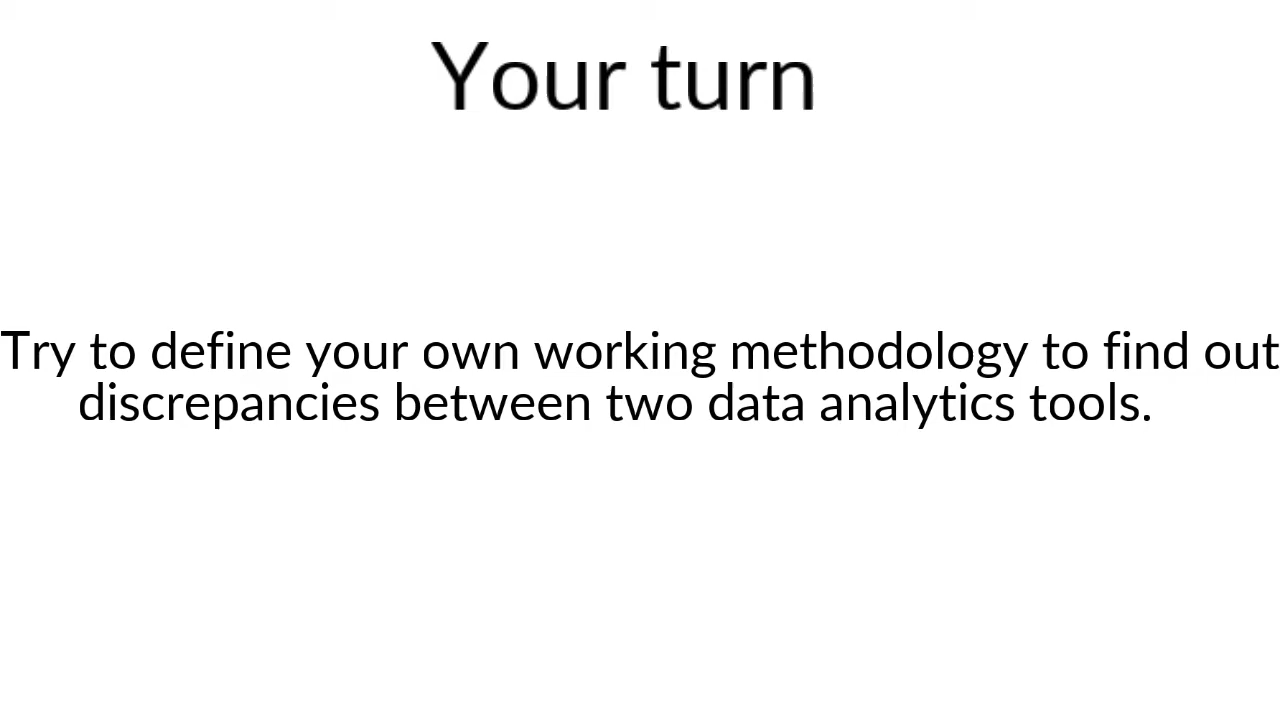 Your turn
Try to define your own working methodology to find out
discrepancies between two data analytics tools.